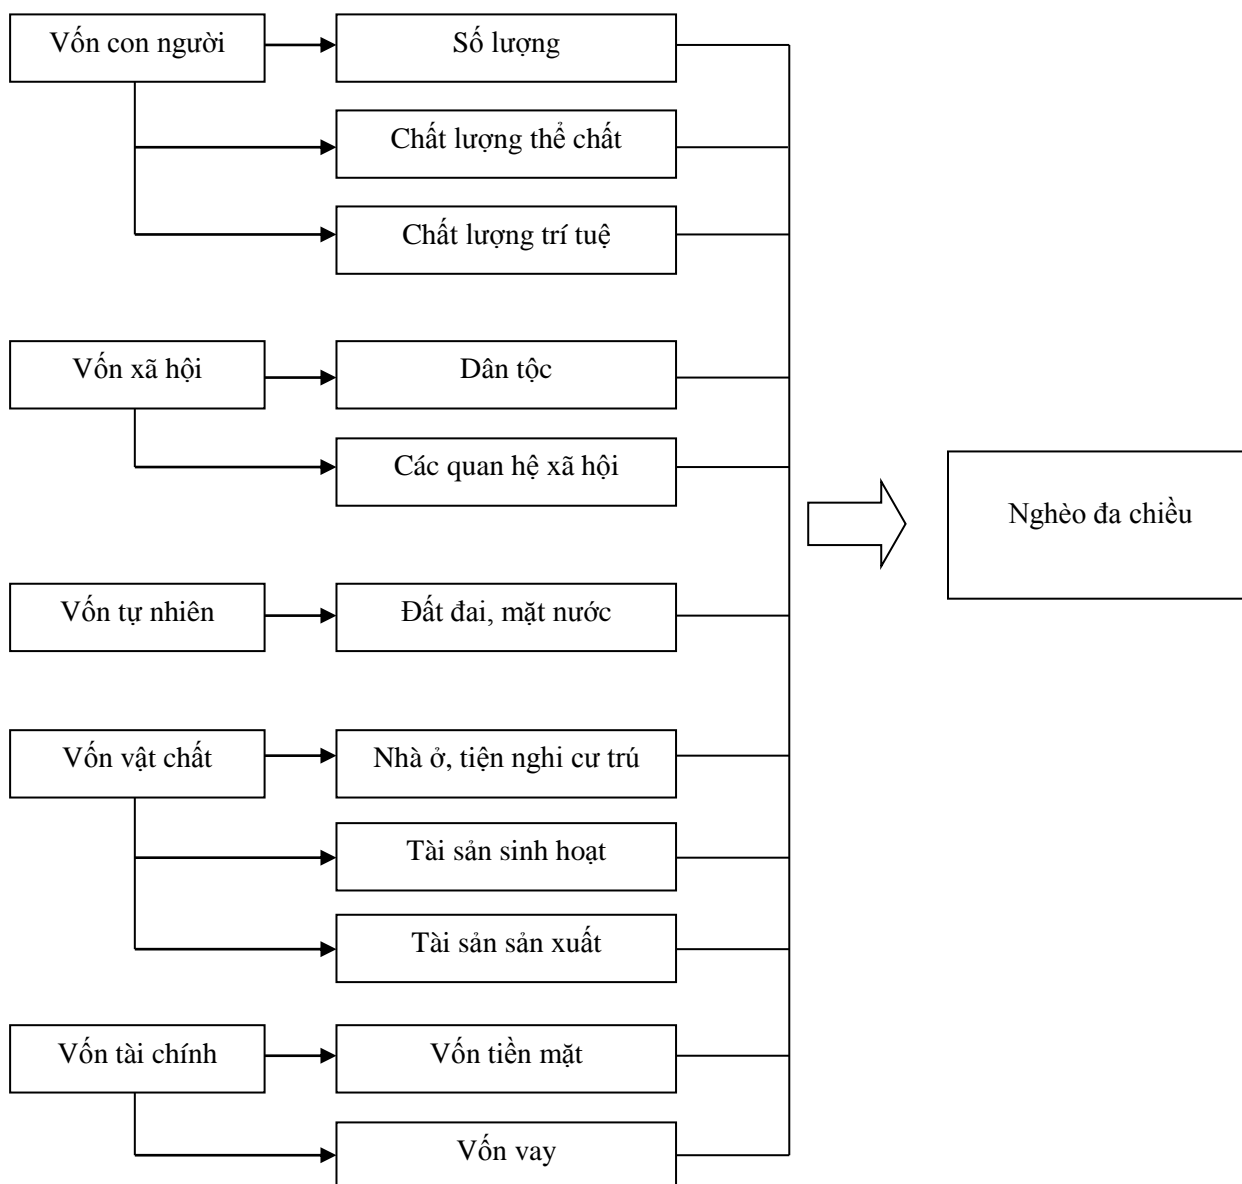 Vốn con người
Số lượng
Chất lượng thể chất
Chất lượng trí tuệ
Vốn xã hội
Dân tộc
Các quan hệ xã hội
Nghèo đa chiều
Vốn tự nhiên
Đất đai, mặt nước
Vốn vật chất
Nhà ở, tiện nghi cư trú
Tài sản sinh hoạt
Tài sản sản xuất
Vốn tài chính
Vốn tiền mặt
Vốn vay